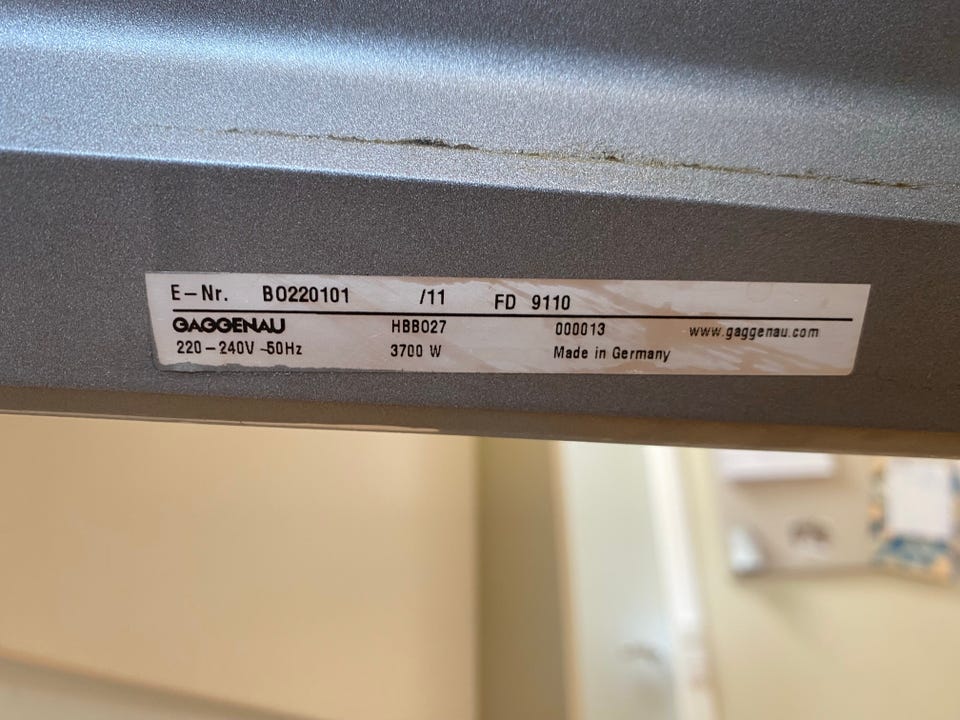 E-Nr. BO220101 /11 FD 9110
GAGGENAU HBB027 000013 www.gaggenau.com
220-240V ~50Hz 3700 W Made in Germany